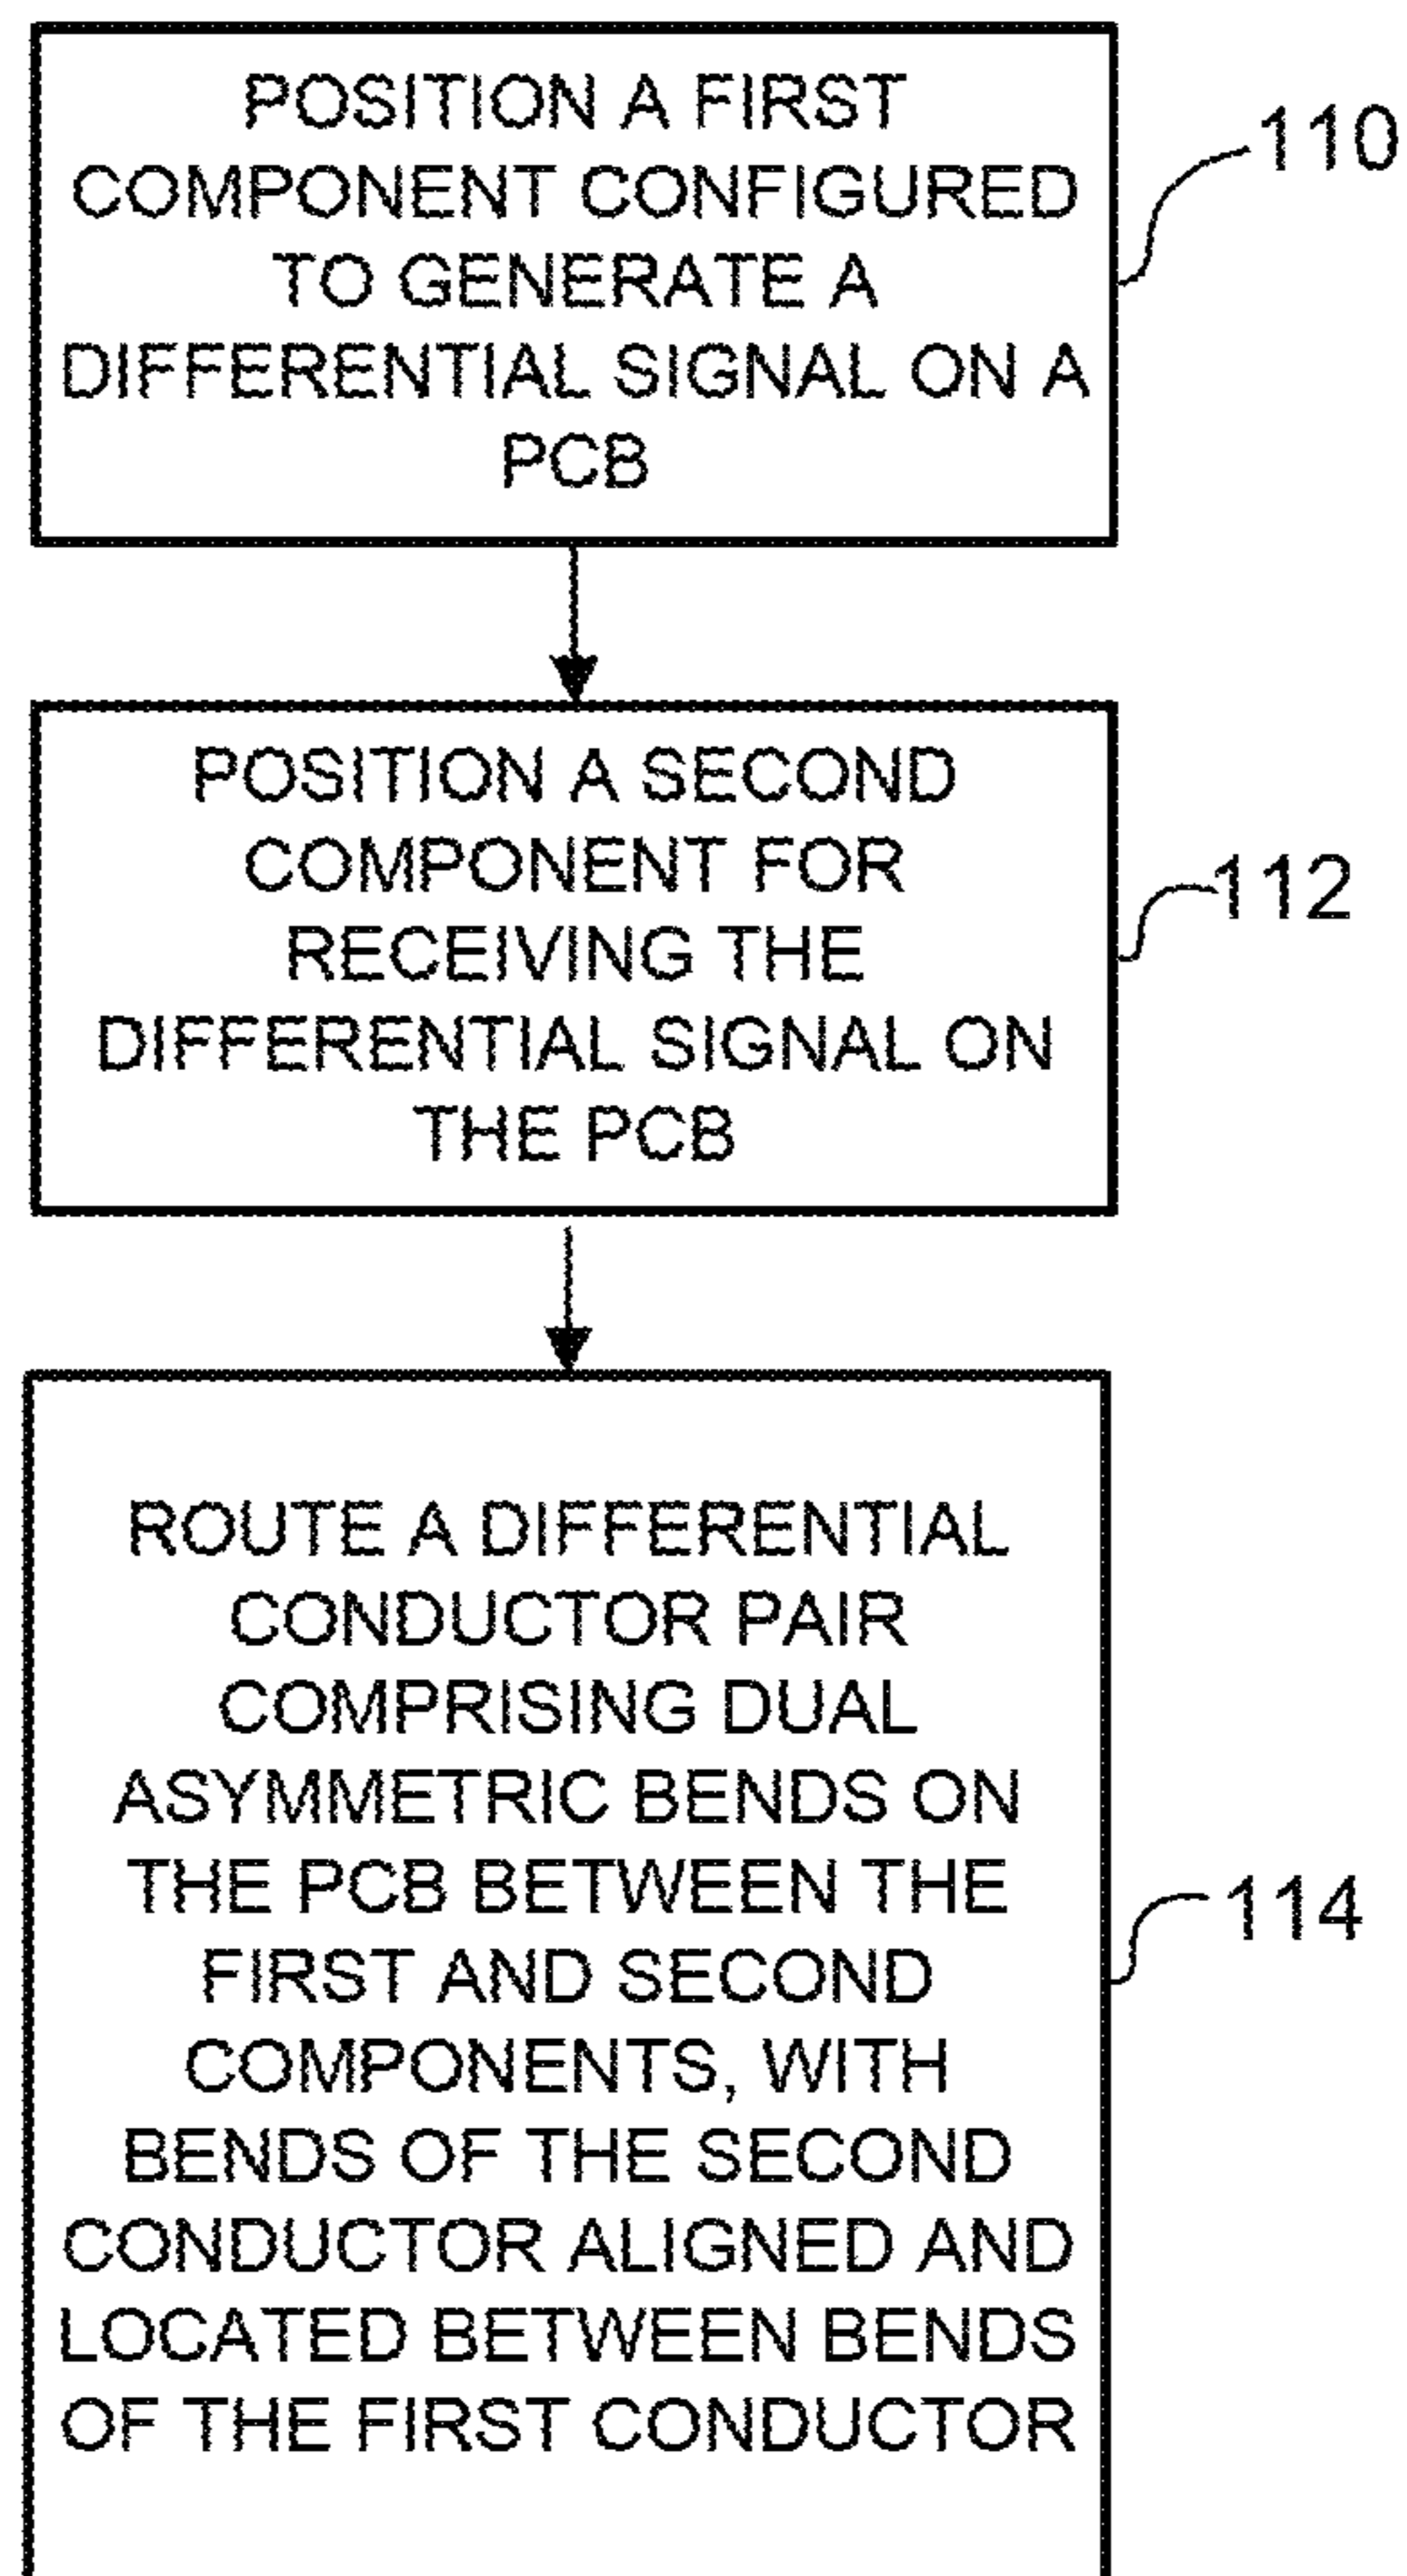 POSITION A FIRST
COMPONENT CONFIGURED
TO GENERATE A
DIFFERENTIAL SIGNAL ON A
PCB
110
POSITION A SECOND
COMPONENT FOR
RECEIVING THE
DIFFERENTIAL SIGNAL ON
THE PCB
112
ROUTE A DIFFERENTIAL
CONDUCTOR PAIR
COMPRISING DUAL
ASYMMETRIC BENDS ON
THE PCB BETWEEN THE
FIRST AND SECOND
COMPONENTS, WITH
BENDS OF THE SECOND
CONDUCTOR ALIGNED AND
LOCATED BETWEEN BENDS
OF THE FIRST CONDUCTOR
114